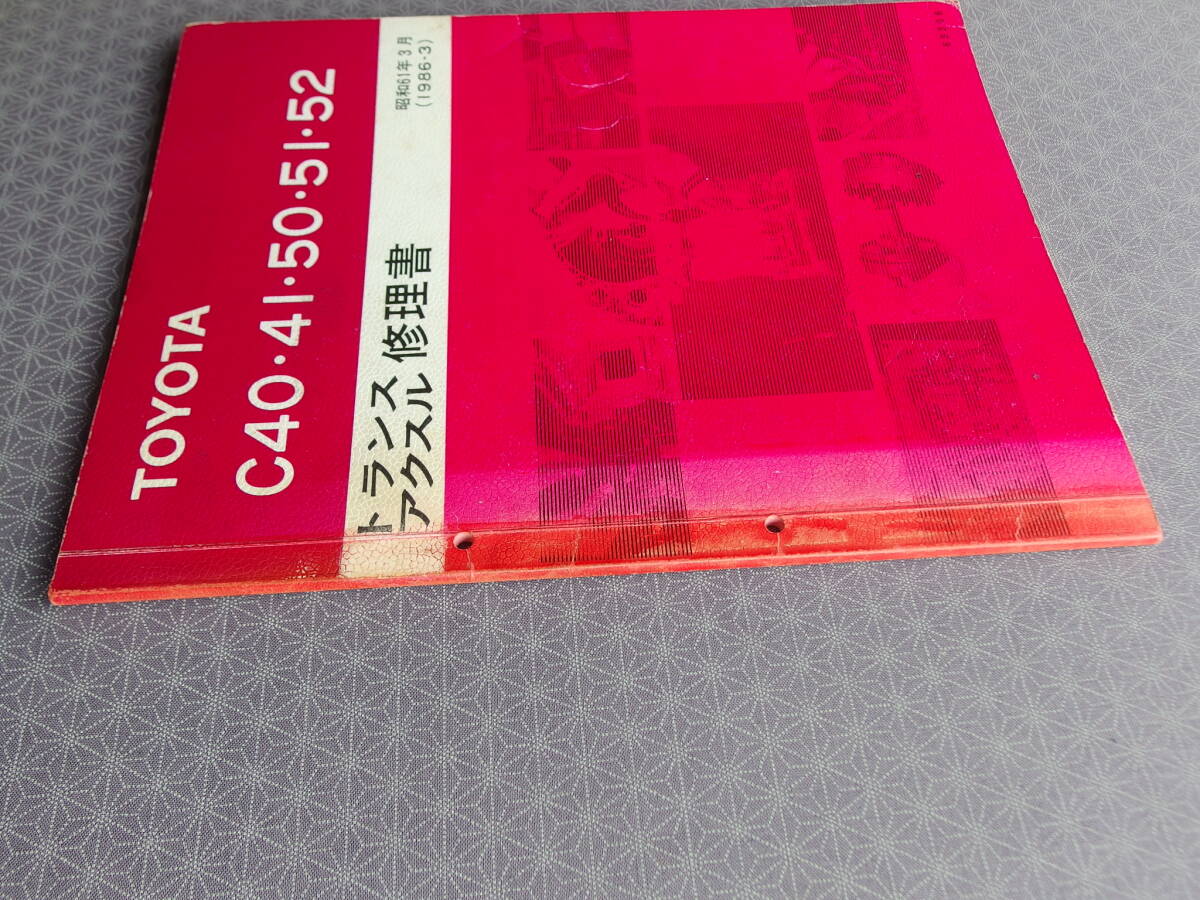 TOYOTA
C40・41・50・51・52
トランス
アクスル
修理書
昭和61年3月
(1986-3)